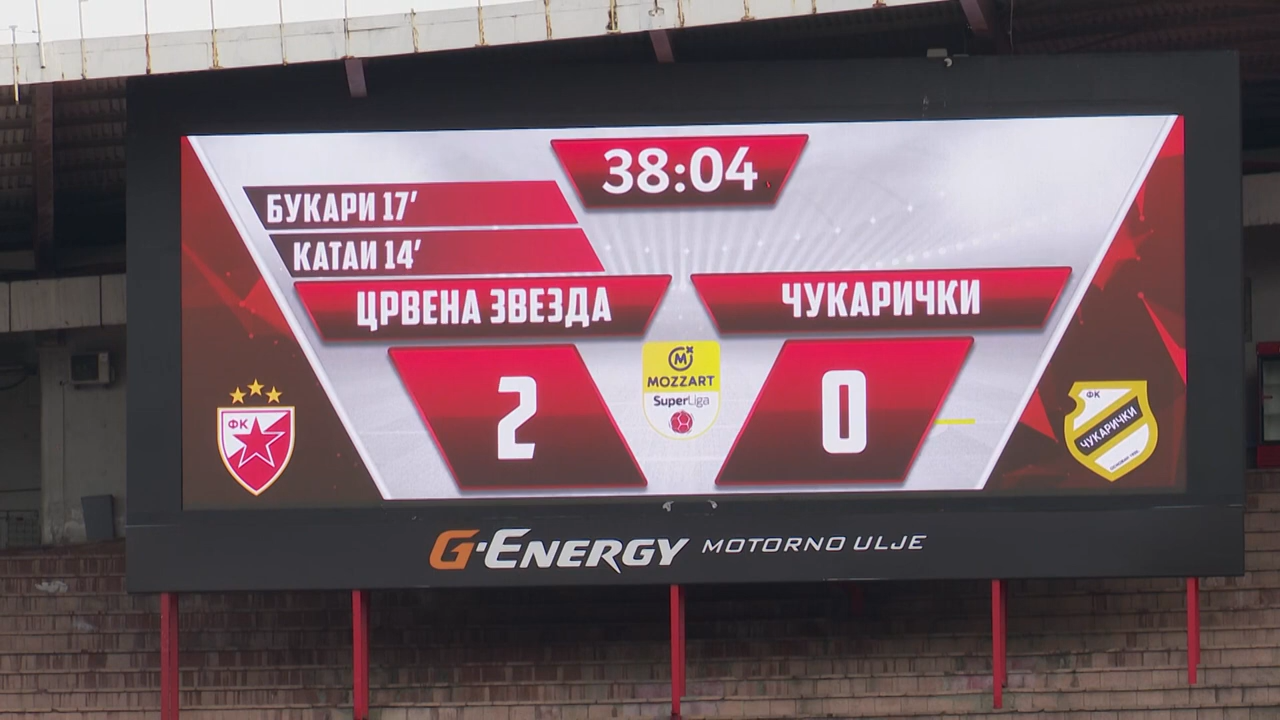 38:04
БУКАРИ 17'
КАТАИ 14'
ЦРВЕНА ЗВЕЗДА
ЧУКАРИЧКИ
2
0
MOZZART
SuperLiga
ФК
ФК
ЧУКАРИЧКИ
G-ENERGY MOTORNO ULJE